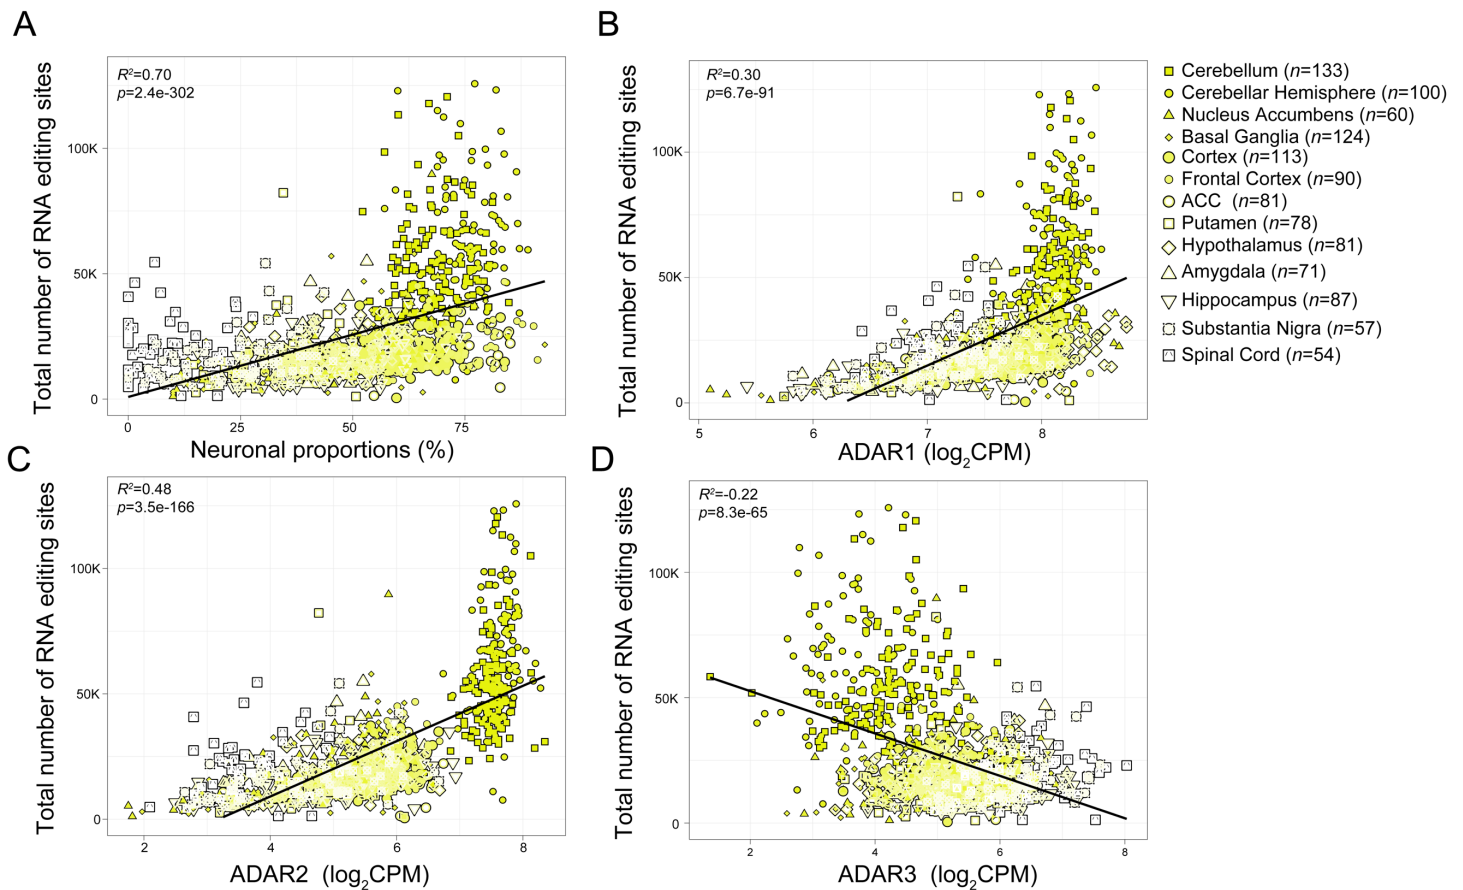 A
R²=0.70
p=2.4e-302
Total number of RNA editing sites
100K
50K
0
0 25 50 75
Neuronal proportions (%)
B
R²=0.30
p=6.7e-91
Total number of RNA editing sites
100K
50K
0
5 6 7 8
ADAR1 (log₂CPM)
Cerebellum (n=133)
Cerebellar Hemisphere (n=100)
Nucleus Accumbens (n=60)
Basal Ganglia (n=124)
Cortex (n=113)
Frontal Cortex (n=90)
ACC (n=81)
Putamen (n=78)
Hypothalamus (n=81)
Amygdala (n=71)
Hippocampus (n=87)
Substantia Nigra (n=57)
Spinal Cord (n=54)
C
R²=0.48
p=3.5e-166
Total number of RNA editing sites
100K
50K
0
2 4 6 8
ADAR2 (log₂CPM)
D
R²=-0.22
p=8.3e-65
Total number of RNA editing sites
100K
50K
0
2 4 6 8
ADAR3 (log₂CPM)